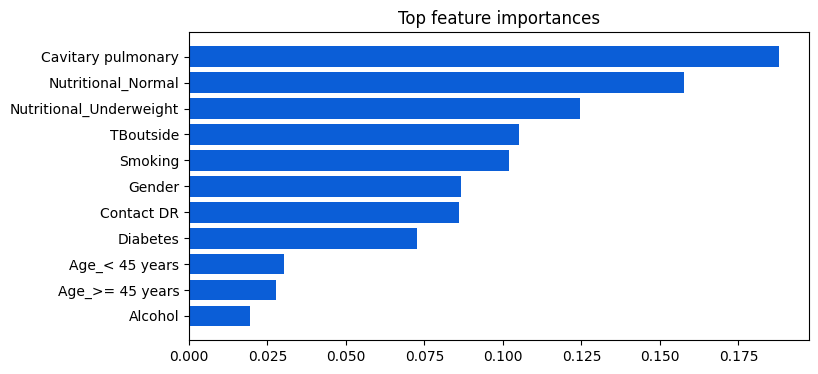 Top feature importances
Cavitary pulmonary
Nutritional_Normal
Nutritional_Underweight
TBoutside
Smoking
Gender
Contact DR
Diabetes
Age_< 45 years
Age_>= 45 years
Alcohol
0.000 0.025 0.050 0.075 0.100 0.125 0.150 0.175